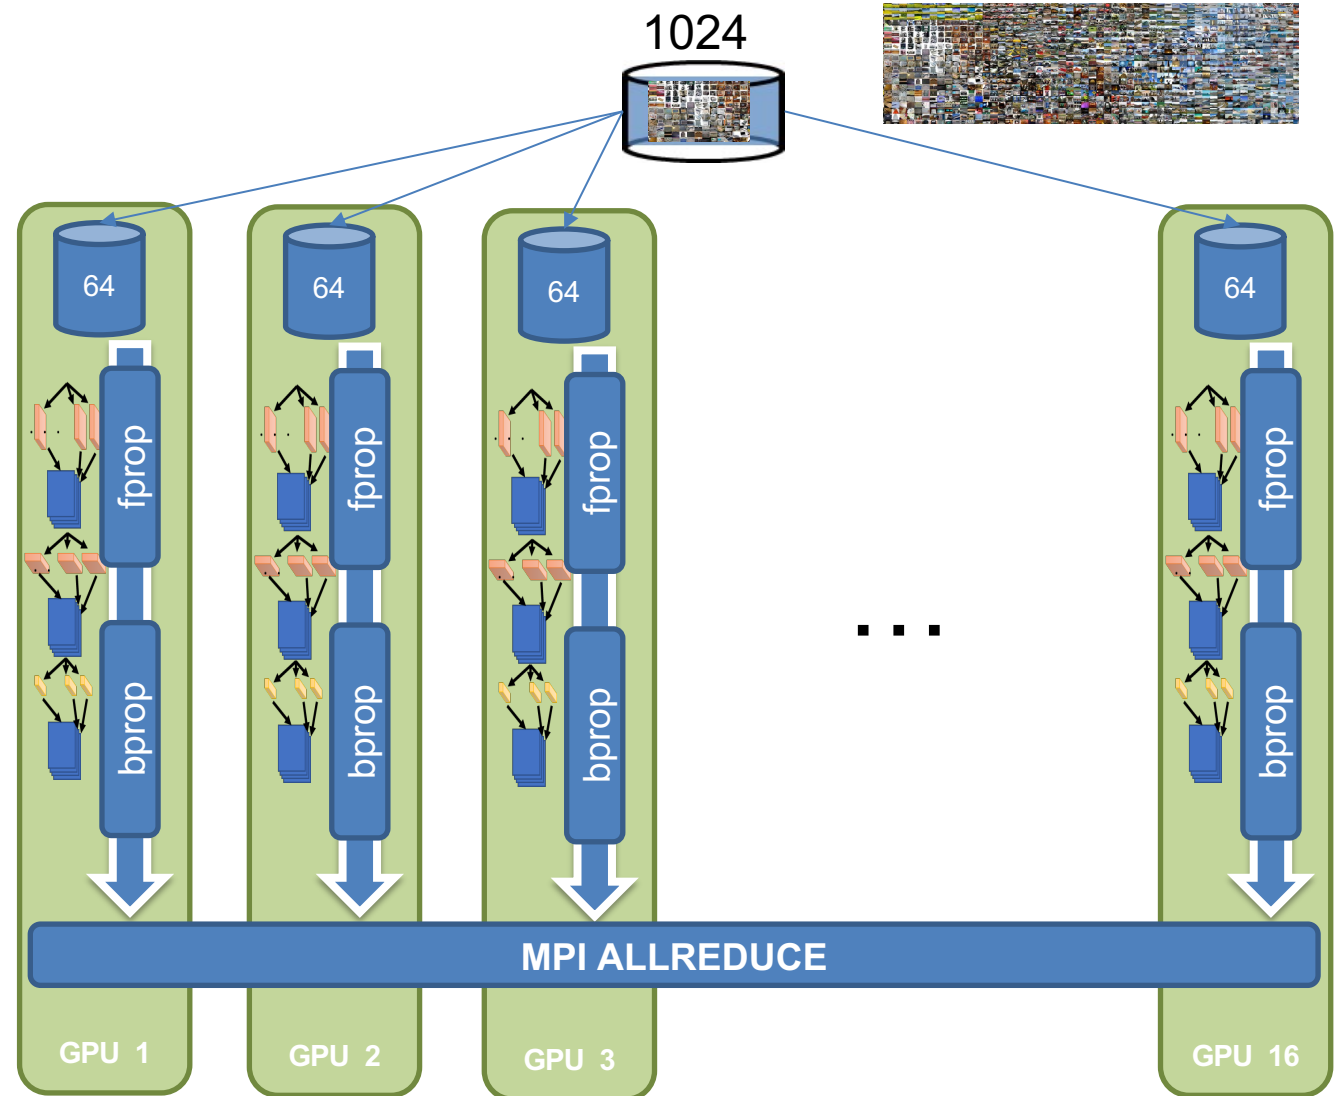 1024
64
64
64
64
fprop
fprop
fprop
fprop
. . .
bprop
bprop
bprop
bprop
MPI ALLREDUCE
GPU 1
GPU 2
GPU 3
GPU 16